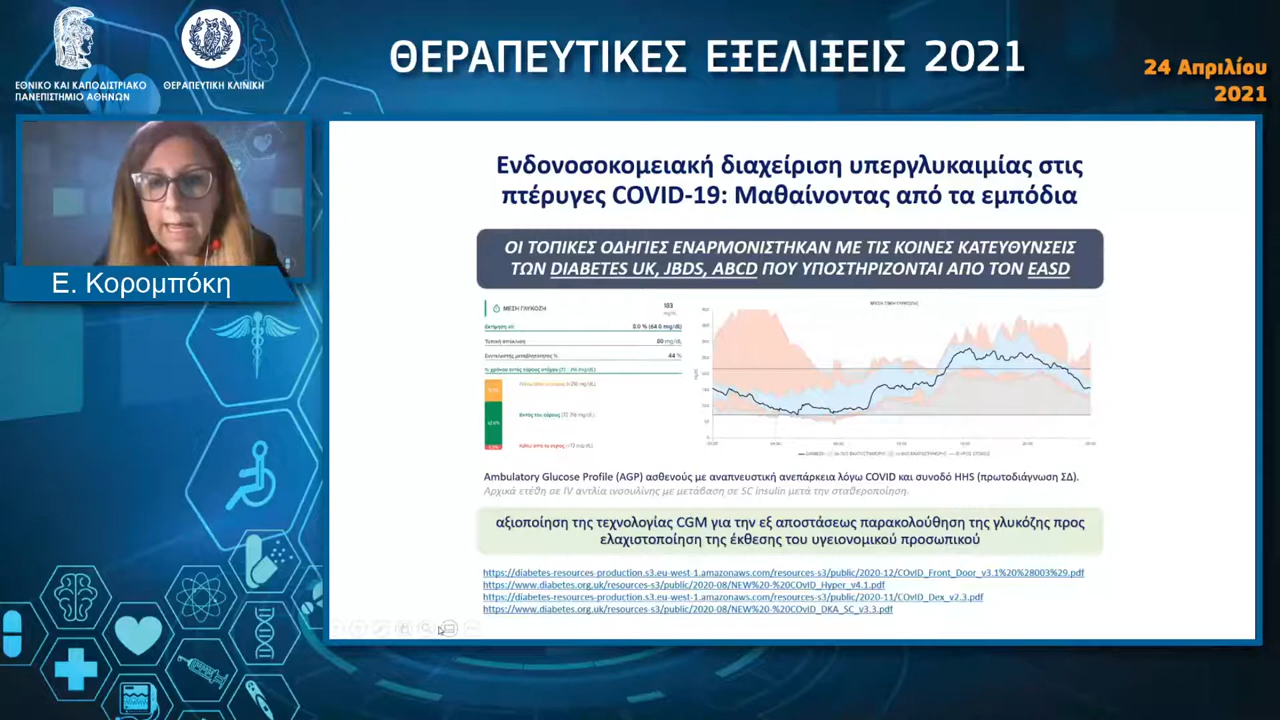 ΕΘΝΙΚΟ ΚΑΙ ΚΑΠΟΔΙΣΤΡΙΑΚΟ
ΠΑΝΕΠΙΣΤΗΜΙΟ ΑΘΗΝΩΝ
ΘΕΡΑΠΕΥΤΙΚΗ ΚΛΙΝΙΚΗ
ΘΕΡΑΠΕΥΤΙΚΕΣ ΕΞΕΛΙΞΕΙΣ 2021
24 Απριλίου
2021
Ε. Κορομπόκη
Ενδονοσοκομειακή διαχείριση υπεργλυκαιμίας στις
πτέρυγες COVID-19: Μαθαίνοντας από τα εμπόδια
ΟΙ ΤΟΠΙΚΕΣ ΟΔΗΓΙΕΣ ΕΝΑΡΜΟΝΙΣΤΗΚΑΝ ΜΕ ΤΙΣ ΚΟΙΝΕΣ ΚΑΤΕΥΘΥΝΣΕΙΣ
ΤΩΝ DIABETES UK, JBDS, ABCD ΠΟΥ ΥΠΟΣΤΗΡΙΖΟΝΤΑΙ ΑΠΟ ΤΟΝ EASD
ΜΕΣΗ ΓΛΥΚΟΖΗ
183
mg/dL
Τυπική απόκλιση
44 %
Ambulatory Glucose Profile (AGP) ασθενούς με αναπνευστική ανεπάρκεια λόγω COVID και συνοδό HHS (πρωτοδιάγνωση ΣΔ).
Αρχικά ετέθη σε IV αντλία ινσουλίνης με μετάβαση σε SC insulin μετά την σταθεροποίηση.
αξιοποίηση της τεχνολογίας CGM για την εξ αποστάσεως παρακολούθηση της γλυκόζης προς
ελαχιστοποίηση της έκθεσης του υγειονομικού προσωπικού
https://diabetes-resources-production.s3.eu-west-1.amazonaws.com/resources-s3/public/2020-12/COvID_Front_Door_v3.1%20%28003%29.pdf
https://www.diabetes.org.uk/resources-s3/public/2020-08/NEW%20-%20COvID_Hyper_v4.1.pdf
https://diabetes-resources-production.s3.eu-west-1.amazonaws.com/resources-s3/public/2020-11/COvID_Dex_v2.3.pdf
https://www.diabetes.org.uk/resources-s3/public/2020-08/NEW%20-%20COvID_DKA_SC_v3.3.pdf